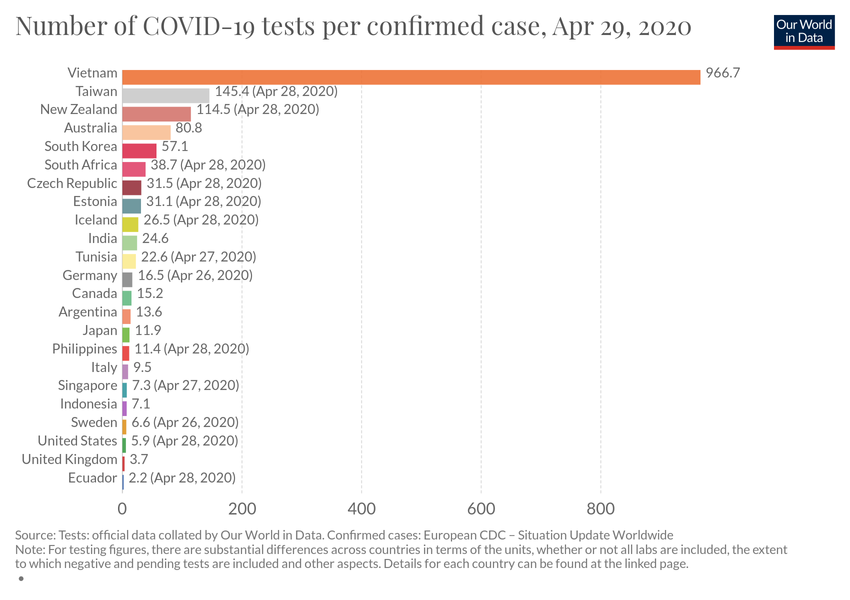 Number of COVID-19 tests per confirmed case, Apr 29, 2020
Our World
in Data
Vietnam 966.7
Taiwan 145.4 (Apr 28, 2020)
New Zealand 114.5 (Apr 28, 2020)
Australia 80.8
South Korea 57.1
South Africa 38.7 (Apr 28, 2020)
Czech Republic 31.5 (Apr 28, 2020)
Estonia 31.1 (Apr 28, 2020)
Iceland 26.5 (Apr 28, 2020)
India 24.6
Tunisia 22.6 (Apr 27, 2020)
Germany 16.5 (Apr 26, 2020)
Canada 15.2
Argentina 13.6
Japan 11.9
Philippines 11.4 (Apr 28, 2020)
Italy 9.5
Singapore 7.3 (Apr 27, 2020)
Indonesia 7.1
Sweden 6.6 (Apr 26, 2020)
United States 5.9 (Apr 28, 2020)
United Kingdom 3.7
Ecuador 2.2 (Apr 28, 2020)
0 200 400 600 800
Source: Tests: official data collated by Our World in Data. Confirmed cases: European CDC – Situation Update Worldwide
Note: For testing figures, there are substantial differences across countries in terms of the units, whether or not all labs are included, the extent
to which negative and pending tests are included and other aspects. Details for each country can be found at the linked page.
•